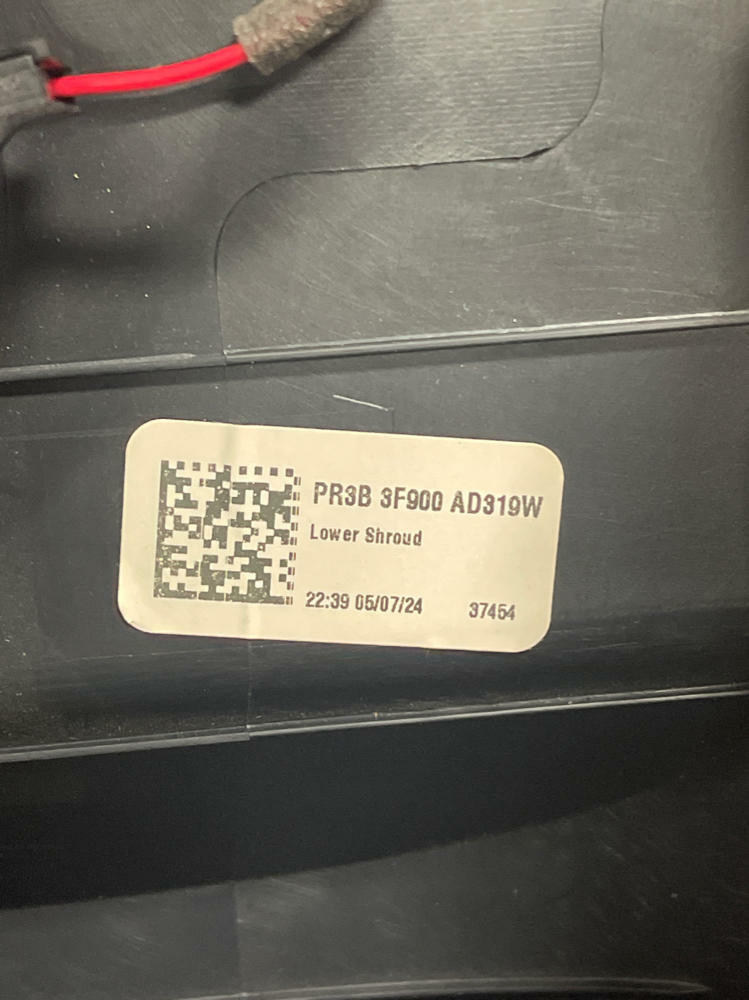 PR3B 3F900 AD319W
Lower Shroud
22:39 05/07/24 37454